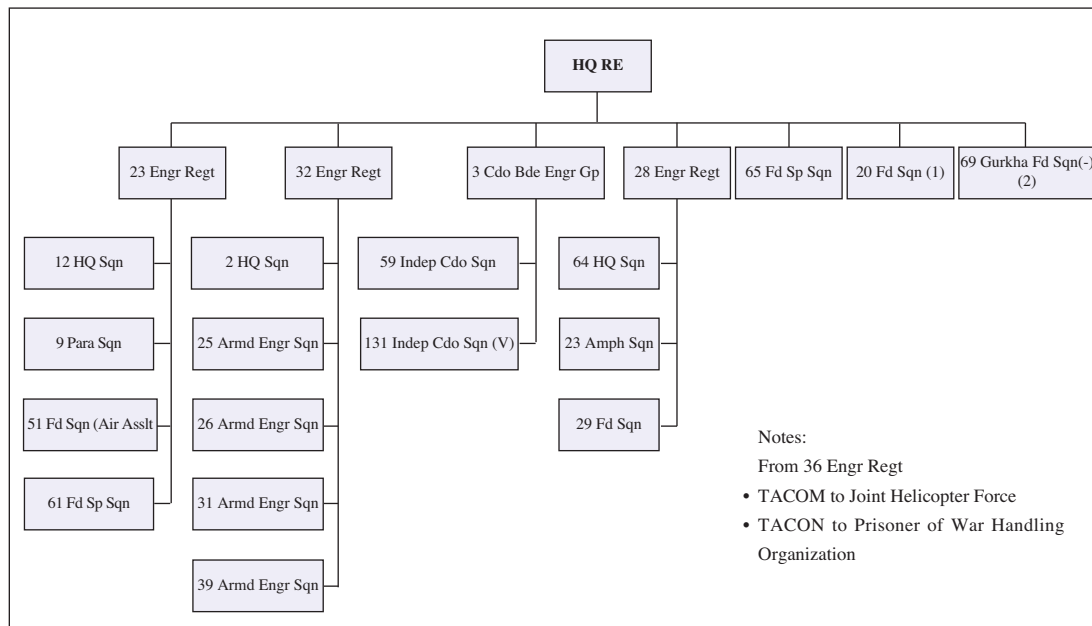 HQ RE
23 Engr Regt
32 Engr Regt
3 Cdo Bde Engr Gp
28 Engr Regt
65 Fd Sp Sqn
20 Fd Sqn (1)
69 Gurkha Fd Sqn(-)
(2)
12 HQ Sqn
9 Para Sqn
51 Fd Sqn (Air Asslt
61 Fd Sp Sqn
2 HQ Sqn
25 Armd Engr Sqn
26 Armd Engr Sqn
31 Armd Engr Sqn
39 Armd Engr Sqn
59 Indep Cdo Sqn
131 Indep Cdo Sqn (V)
64 HQ Sqn
23 Amph Sqn
29 Fd Sqn
Notes:
From 36 Engr Regt
• TACOM to Joint Helicopter Force
• TACON to Prisoner of War Handling
Organization